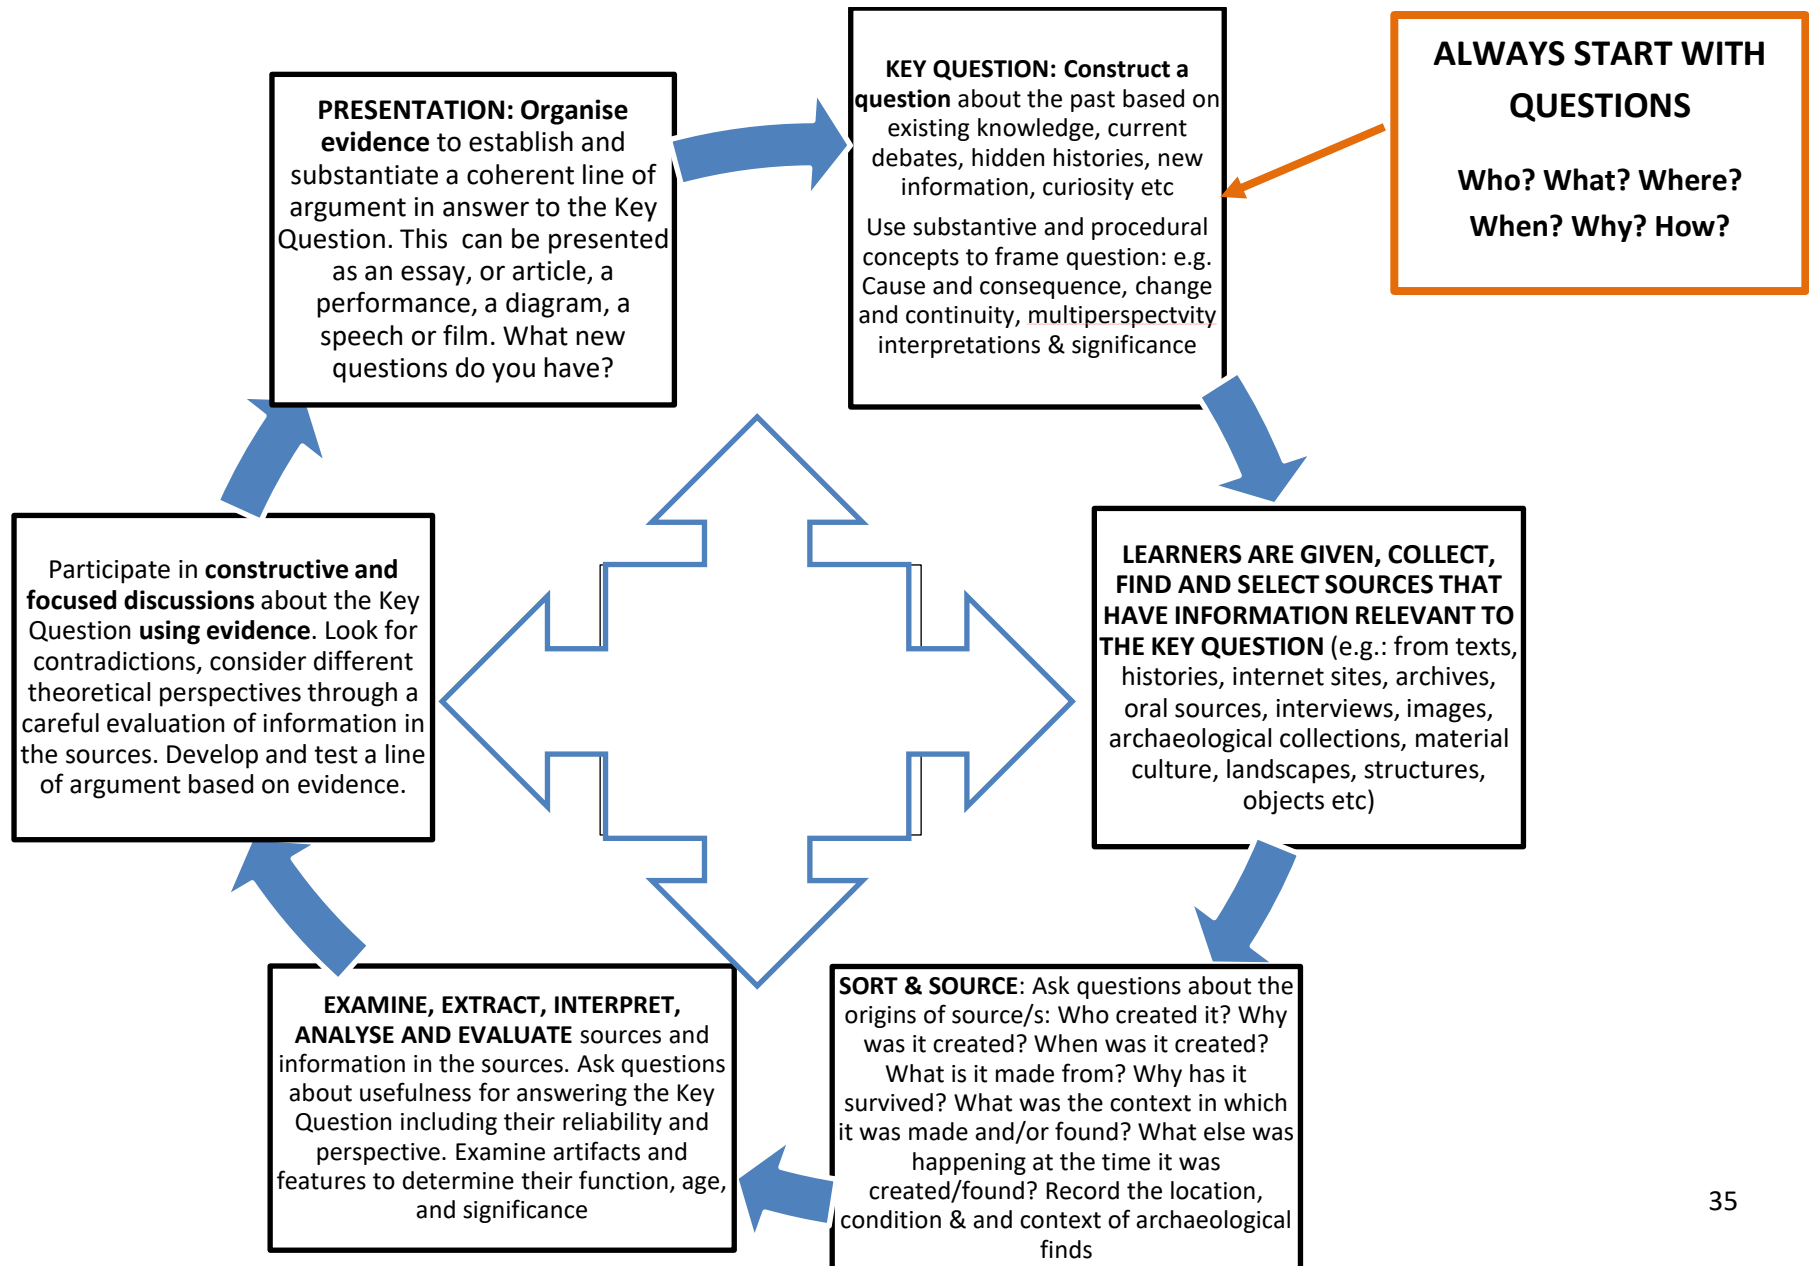 ALWAYS START WITH
QUESTIONS
Who? What? Where?
When? Why? How?
KEY QUESTION: Construct a
question about the past based on
existing knowledge, current
debates, hidden histories, new
information, curiosity etc
Use substantive and procedural
concepts to frame question: e.g.
Cause and consequence, change
and continuity, multiperspectvity
interpretations & significance
LEARNERS ARE GIVEN, COLLECT,
FIND AND SELECT SOURCES THAT
HAVE INFORMATION RELEVANT TO
THE KEY QUESTION (e.g.: from texts,
histories, internet sites, archives,
oral sources, interviews, images,
archaeological collections, material
culture, landscapes, structures,
objects etc)
SORT & SOURCE: Ask questions about the
origins of source/s: Who created it? Why
was it created? When was it created?
What is it made from? Why has it
survived? What was the context in which
it was made and/or found? What else was
happening at the time it was
created/found? Record the location,
condition & and context of archaeological
finds
EXAMINE, EXTRACT, INTERPRET,
ANALYSE AND EVALUATE sources and
information in the sources. Ask questions
about usefulness for answering the Key
Question including their reliability and
perspective. Examine artifacts and
features to determine their function, age,
and significance
Participate in constructive and
focused discussions about the Key
Question using evidence. Look for
contradictions, consider different
theoretical perspectives through a
careful evaluation of information in
the sources. Develop and test a line
of argument based on evidence.
PRESENTATION: Organise
evidence to establish and
substantiate a coherent line of
argument in answer to the Key
Question. This can be presented
as an essay, or article, a
performance, a diagram, a
speech or film. What new
questions do you have?
35